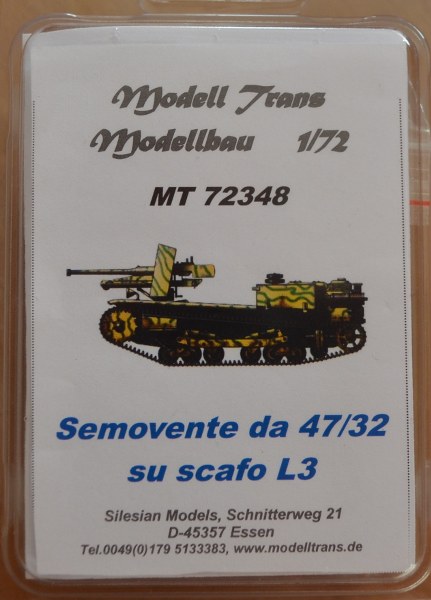 Modell Trans
Modellbau 1/72
MT 72348
Semovente da 47/32
su scafo L3
Silesian Models, Schnitterweg 21
D-45357 Essen
Tel.0049(0)179 5133383, www.modelltrans.de